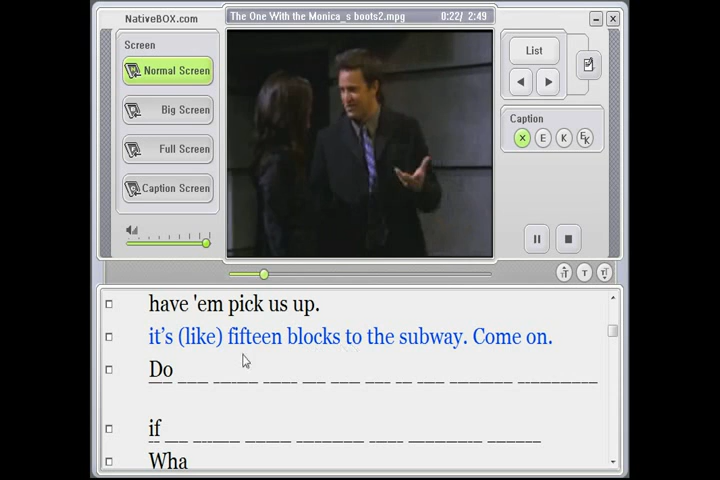 NativeBOX.com
The One With the Monica_s boots2.mpg 0:22/ 2:49
Screen
Normal Screen
Big Screen
Full Screen
Caption Screen
List
Caption
X E K EK
T T T
have 'em pick us up.
it's (like) fifteen blocks to the subway. Come on.
Do
if
Wha